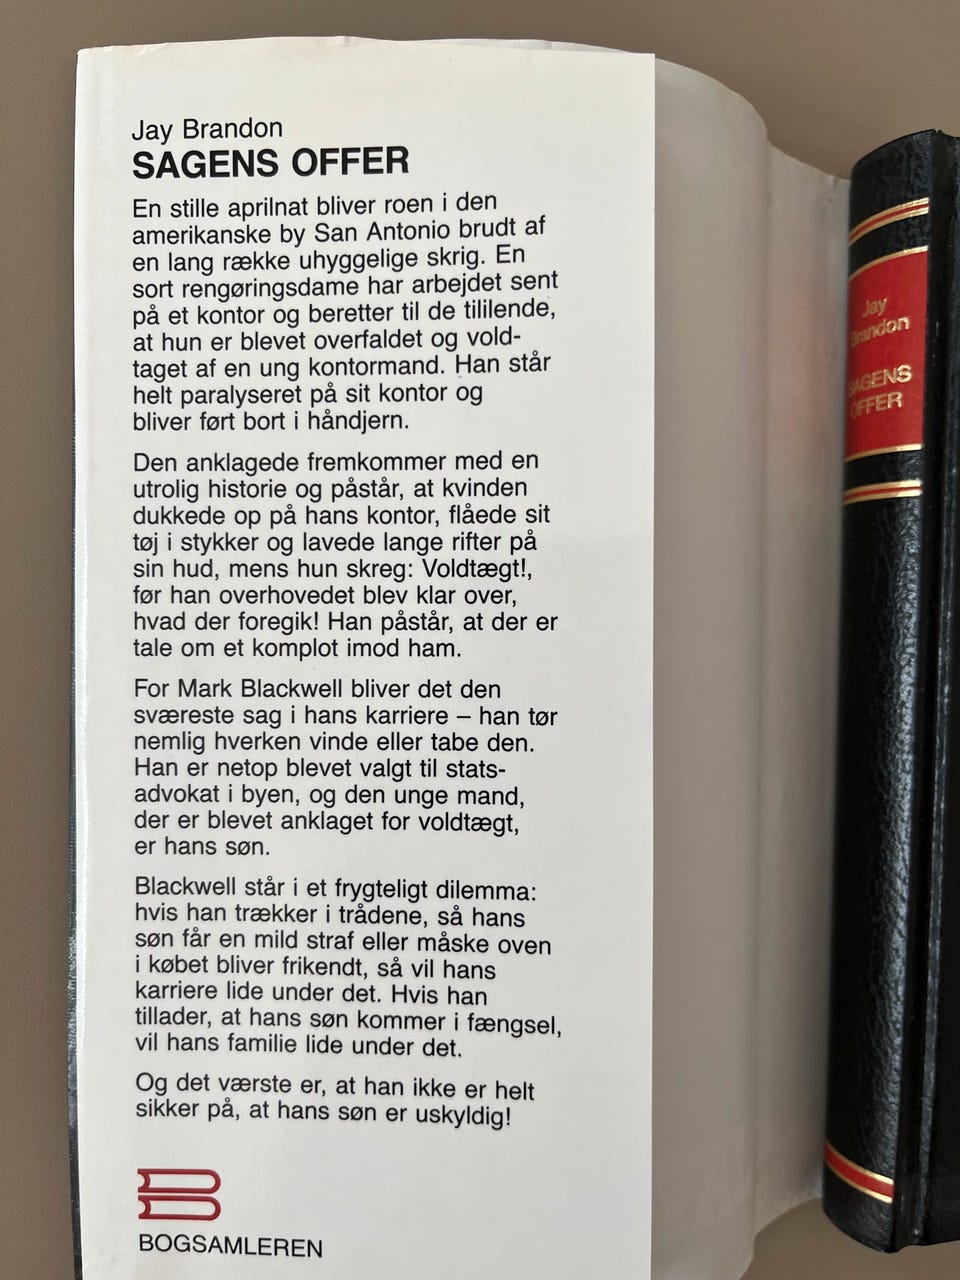 Jay Brandon
SAGENS OFFER
En stille aprilnat bliver roen i den
amerikanske by San Antonio brudt af
en lang række uhyggelige skrig. En
sort rengøringsdame har arbejdet sent
på et kontor og beretter til de tililende,
at hun er blevet overfaldet og vold-
taget af en ung kontormand. Han står
helt paralyseret på sit kontor og
bliver ført bort i håndjern.
Den anklagede fremkommer med en
utrolig historie og påstår, at kvinden
dukkede op på hans kontor, flåede sit
tøj i stykker og lavede lange rifter på
sin hud, mens hun skreg: Voldtægt!,
før han overhovedet blev klar over,
hvad der foregik! Han påstår, at der er
tale om et komplot imod ham.
For Mark Blackwell bliver det den
sværeste sag i hans karriere – han tør
nemlig hverken vinde eller tabe den.
Han er netop blevet valgt til stats-
advokat i byen, og den unge mand,
der er blevet anklaget for voldtægt,
er hans søn.
Blackwell står i et frygteligt dilemma:
hvis han trækker i trådene, så hans
søn får en mild straf eller måske oven
i købet bliver frikendt, så vil hans
karriere lide under det. Hvis han
tillader, at hans søn kommer i fængsel,
vil hans familie lide under det.
Og det værste er, at han ikke er helt
sikker på, at hans søn er uskyldig!
BOGSAMLEREN
Jay
Brandon
SAGENS
OFFER